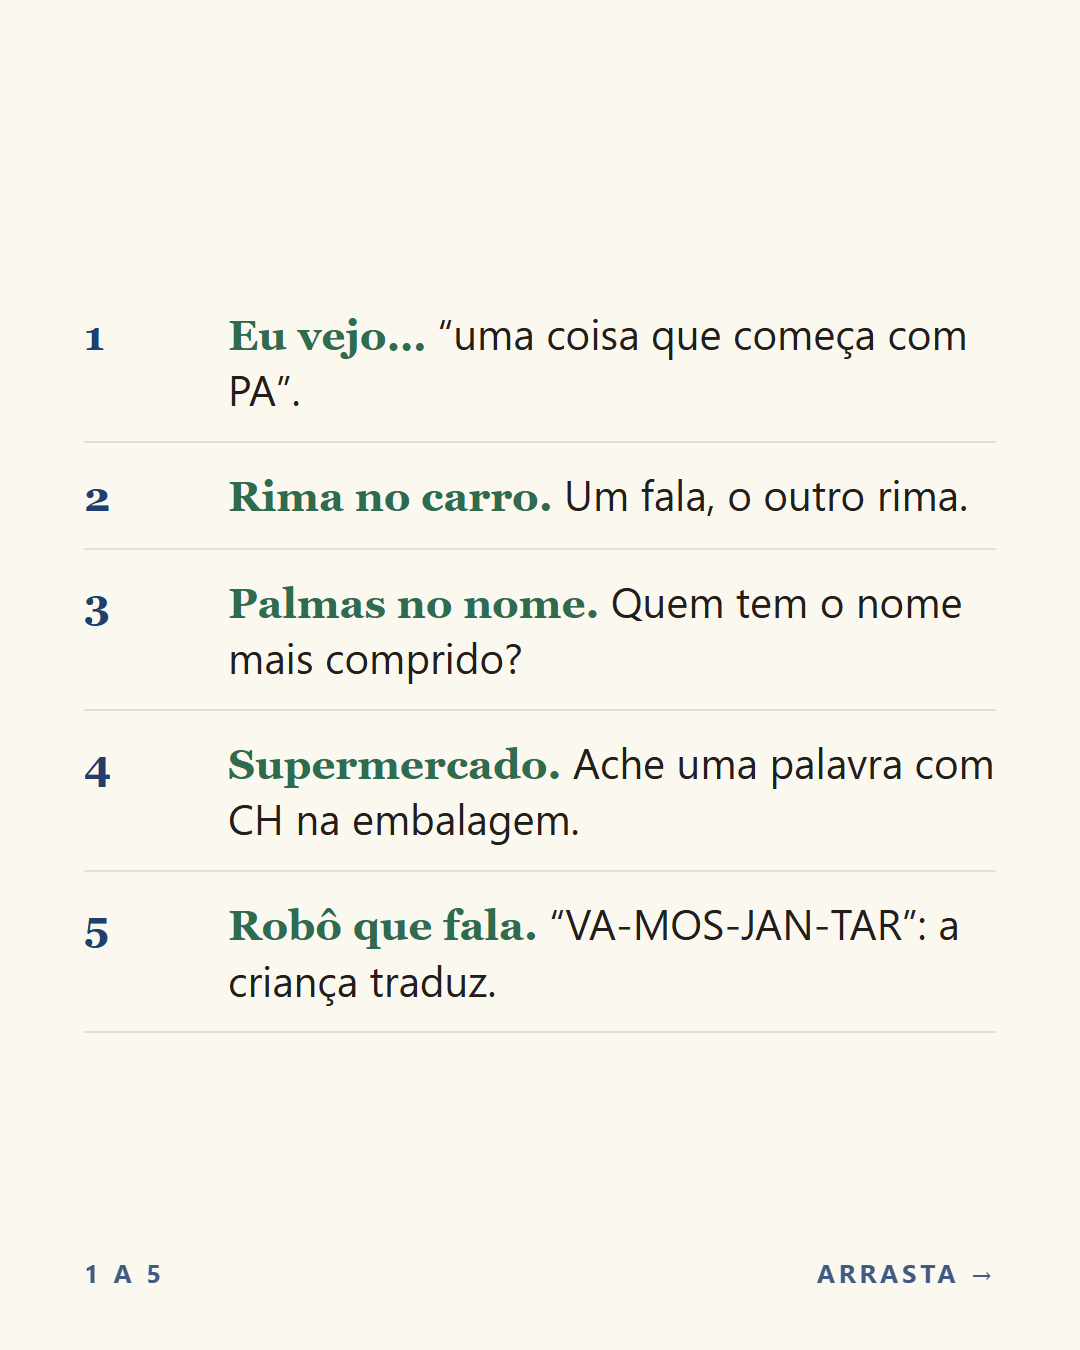 1 Eu vejo... “uma coisa que começa com
PA”.
2 Rima no carro. Um fala, o outro rima.
3 Palmas no nome. Quem tem o nome
mais comprido?
4 Supermercado. Ache uma palavra com
CH na embalagem.
5 Robô que fala. “VA-MOS-JAN-TAR”: a
criança traduz.
1 A 5 ARRASTA →